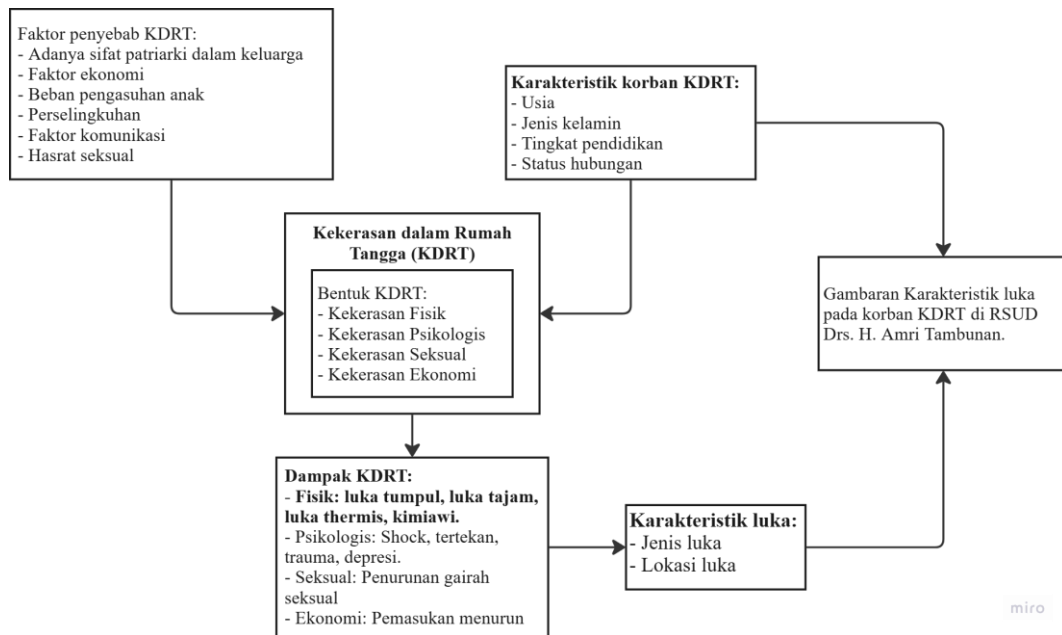 Faktor penyebab KDRT:
- Adanya sifat patriarki dalam keluarga
- Faktor ekonomi
- Beban pengasuhan anak
- Perselingkuhan
- Faktor komunikasi
- Hasrat seksual
Karakteristik korban KDRT:
- Usia
- Jenis kelamin
- Tingkat pendidikan
- Status hubungan
Kekerasan dalam Rumah
Tangga (KDRT)
Bentuk KDRT:
- Kekerasan Fisik
- Kekerasan Psikologis
- Kekerasan Seksual
- Kekerasan Ekonomi
Gambaran Karakteristik luka
pada korban KDRT di RSUD
Drs. H. Amri Tambunan.
Dampak KDRT:
- Fisik: luka tumpul, luka tajam,
luka thermis, kimiawi.
- Psikologis: Shock, tertekan,
trauma, depresi.
- Seksual: Penurunan gairah
seksual
- Ekonomi: Pemasukan menurun
Karakteristik luka:
- Jenis luka
- Lokasi luka
miro